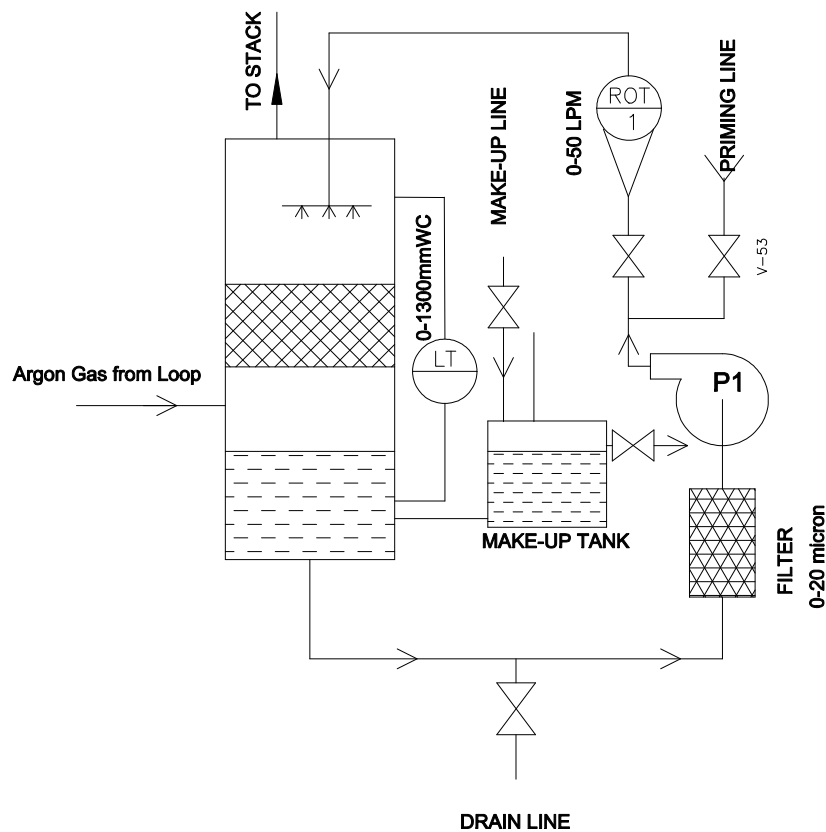 TO STACK
ROT
1
0-50 LPM
PRIMING LINE
MAKE-UP LINE
V-53
0-1300mmWC
LT
Argon Gas from Loop
P1
MAKE-UP TANK
FILTER
0-20 micron
DRAIN LINE